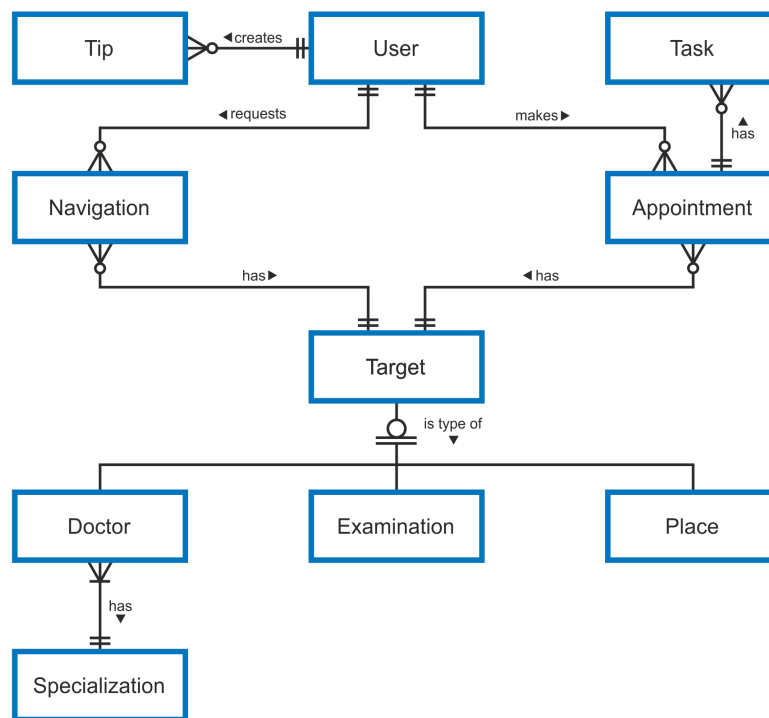 Tip
◄ creates
User
Task
◄ requests
makes ►
▲
has
Navigation
Appointment
has ►
◄ has
Target
is type of
▼
Doctor
Examination
Place
has
▼
Specialization